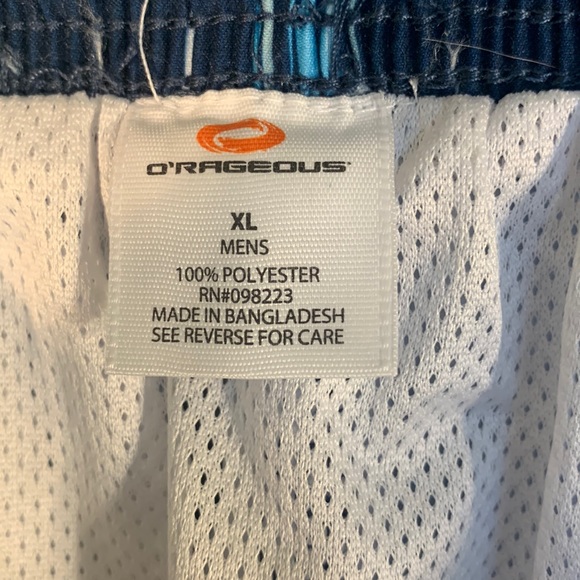 O'RAGEOUS
XL
MENS
100% POLYESTER
RN#098223
MADE IN BANGLADESH
SEE REVERSE FOR CARE